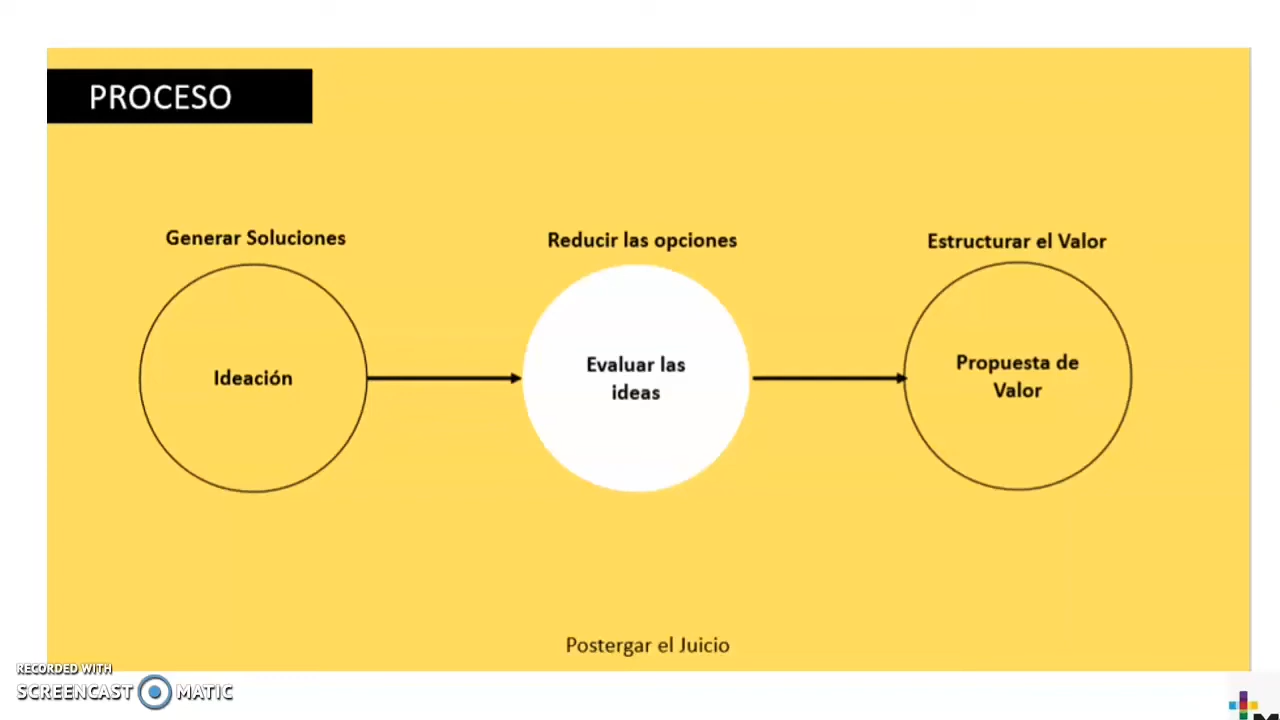 PROCESO
Generar Soluciones
Reducir las opciones
Estructurar el Valor
Ideación
Evaluar las
ideas
Propuesta de
Valor
Postergar el Juicio
RECORDED WITH
SCREENCAST MATIC